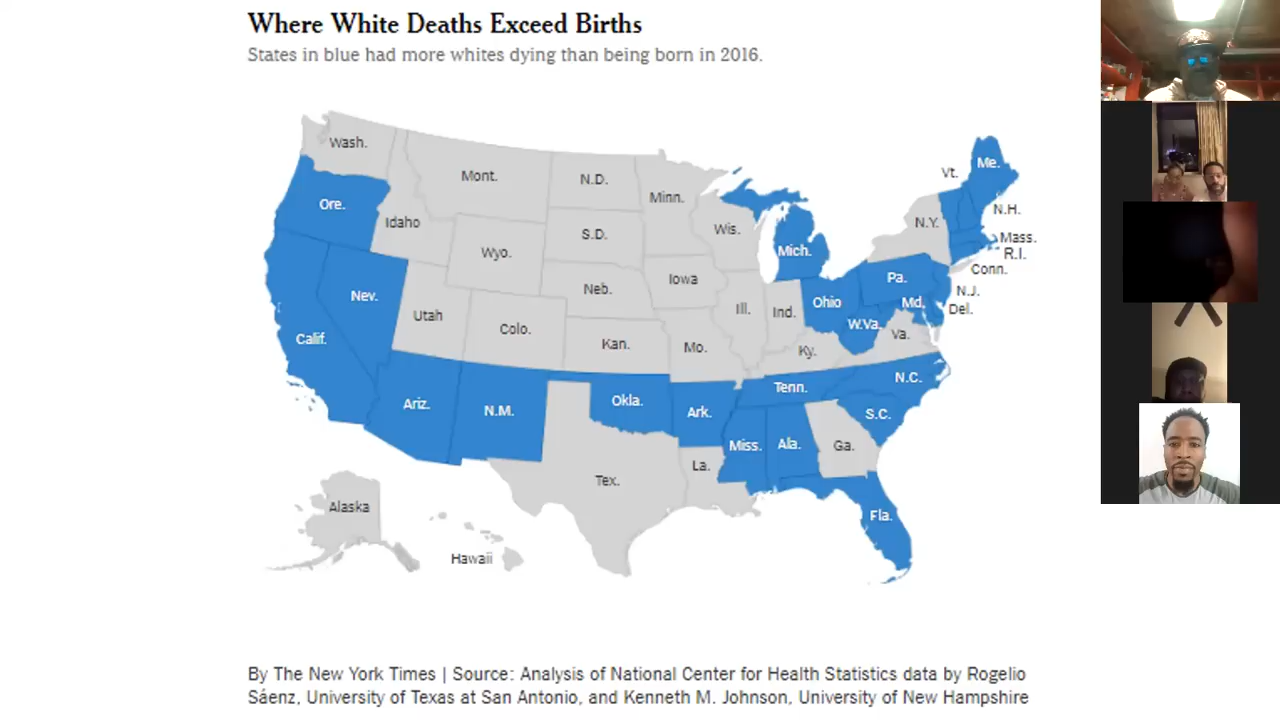 Where White Deaths Exceed Births
States in blue had more whites dying than being born in 2016.
Wash.
Mont.
N.D.
Minn.
Vt.
Me.
Ore.
Idaho
S.D.
Wis.
Mich.
N.Y.
N.H.
Mass.
R.I.
Conn.
Wyo.
Neb.
Iowa
Pa.
N.J.
Del.
Nev.
Utah
Colo.
Ill.
Ind.
Ohio
Md.
W.Va.
Va.
Calif.
Kan.
Mo.
Ky.
Ariz.
N.M.
Okla.
Ark.
Tenn.
N.C.
S.C.
Miss.
Ala.
Ga.
La.
Tex.
Fla.
Alaska
Hawaii
By The New York Times | Source: Analysis of National Center for Health Statistics data by Rogelio
Sáenz, University of Texas at San Antonio, and Kenneth M. Johnson, University of New Hampshire